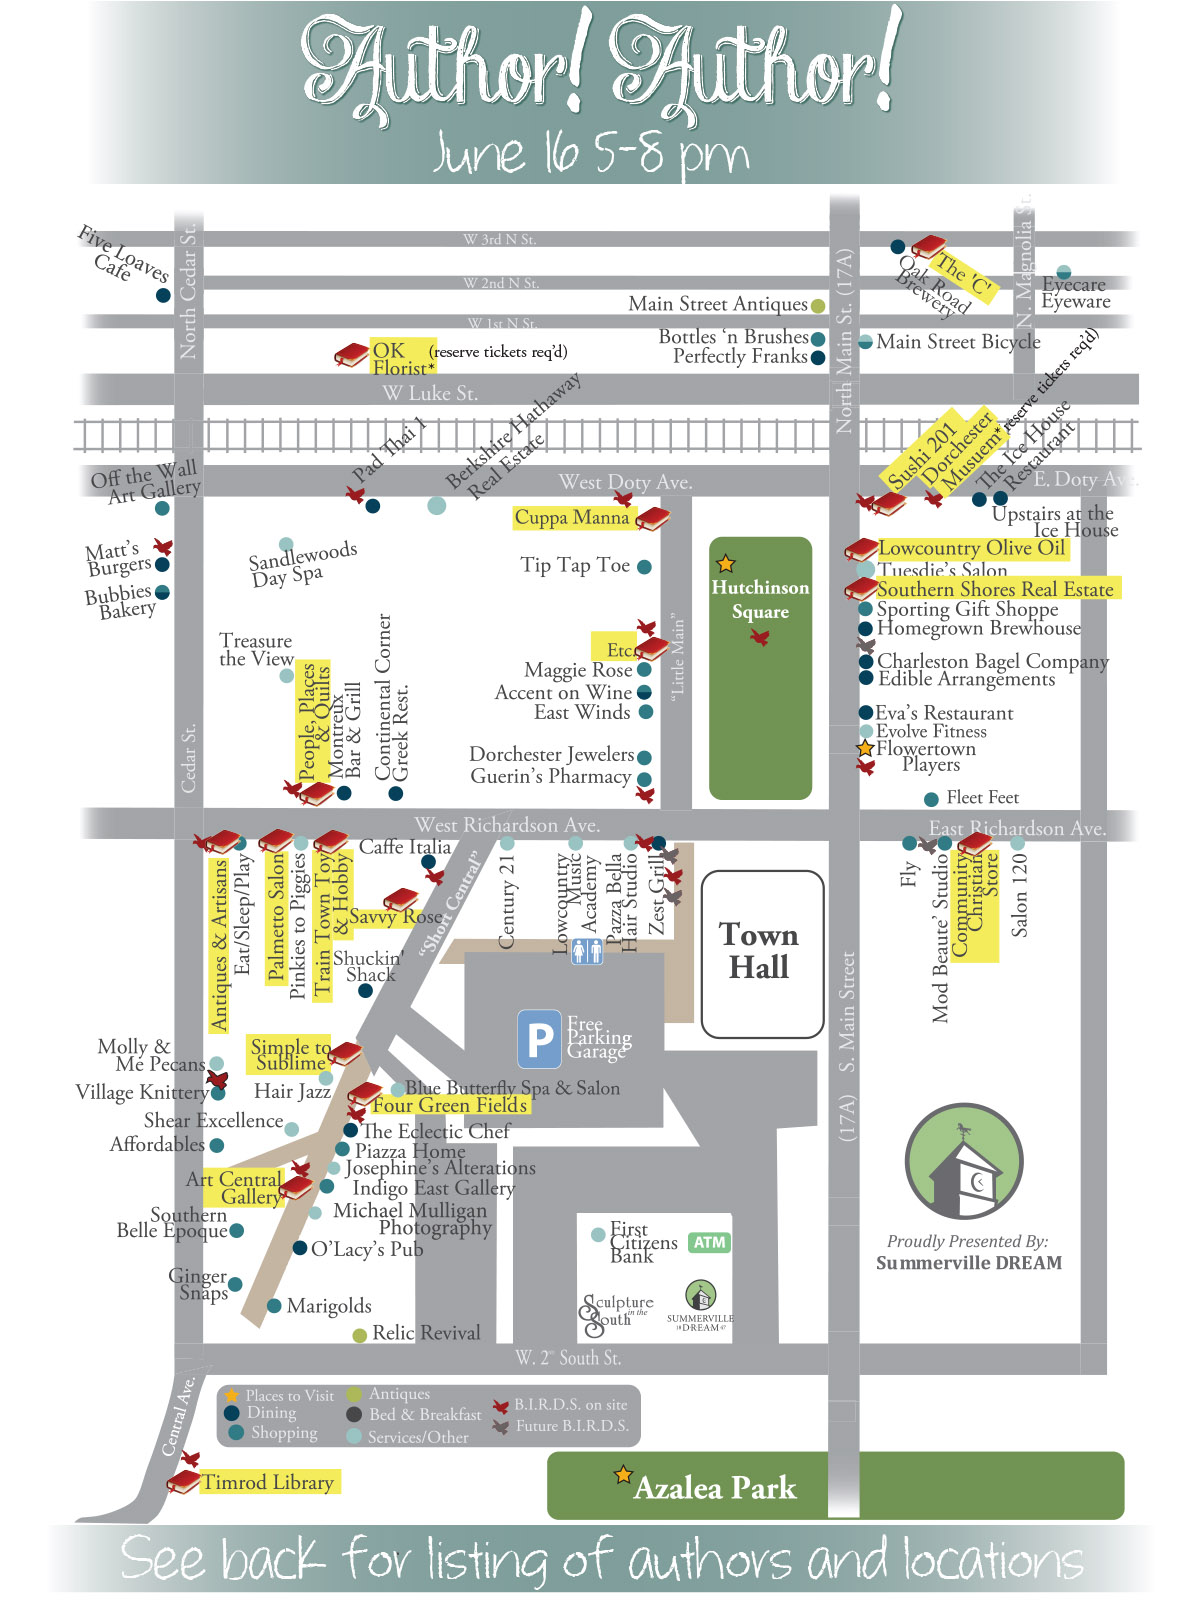 Author! Author!
June 16 5-8 pm
W 3rd N St.
W 2nd N St.
W 1st N St.
W Luke St.
North Cedar St.
North Main St. (17A)
N. Magnolia St.
Five Loaves
Cafe
Oak Road
Brewery
The 'C'
Eyecare
Eyeware
Main Street Antiques
Bottles 'n Brushes
Perfectly Franks
Main Street Bicycle
OK
Florist*
(reserve tickets req'd)
Off the Wall
Art Gallery
Pad Thai 1
Berkshire Hathaway
Real Estate
West Doty Ave.
E. Doty Ave.
Sushi 201
Dorchester
Musuem*
reserve tickets req'd)
The Ice House
Restaurant
Upstairs at the
Ice House
Cuppa Manna
Matt's
Burgers
Bubbies
Bakery
Sandlewoods
Day Spa
Tip Tap Toe
Hutchinson
Square
Lowcountry Olive Oil
Tuesdie's Salon
Southern Shores Real Estate
Sporting Gift Shoppe
Homegrown Brewhouse
Charleston Bagel Company
Edible Arrangements
Eva's Restaurant
Evolve Fitness
Flowertown
Players
Fleet Feet
Treasure
the View
People, Places
& Quilts
Montreux
Bar & Grill
Continental Corner
Greek Rest.
Etc.
Maggie Rose
Accent on Wine
East Winds
Dorchester Jewelers
Guerin's Pharmacy
"Little Main"
Cedar St.
West Richardson Ave.
East Richardson Ave.
Antiques & Artisans
Eat/Sleep/Play
Palmetto Salon
Pinkies to Piggies
Train Town Toy
& Hobby
Caffe Italia
Savvy Rose
Shuckin'
Shack
"Short Central"
Century 21
Lowcountry
Music
Academy
Pazza Bella
Hair Studio
Zest Grill
Town
Hall
Fly
Mod Beaute' Studio
Community
Christian
Store
Salon 120
P
Free
Parking
Garage
S. Main Street
(17A)
Molly &
Me Pecans
Village Knittery
Simple to
Sublime
Hair Jazz
Blue Butterfly Spa & Salon
Four Green Fields
Shear Excellence
Affordables
The Eclectic Chef
Piazza Home
Josephine's Alterations
Indigo East Gallery
Art Central
Gallery
Michael Mulligan
Photography
Southern
Belle Epoque
O'Lacy's Pub
Ginger
Snaps
Marigolds
Relic Revival
First
Citizens
Bank
ATM
Sculpture
in the
South
SUMMERVILLE
DREAM
Proudly Presented By:
Summerville DREAM
W. 2nd South St.
Central Ave.
Places to Visit
Dining
Shopping
Antiques
Bed & Breakfast
Services/Other
B.I.R.D.S. on site
Future B.I.R.D.S.
Timrod Library
Azalea Park
See back for listing of authors and locations